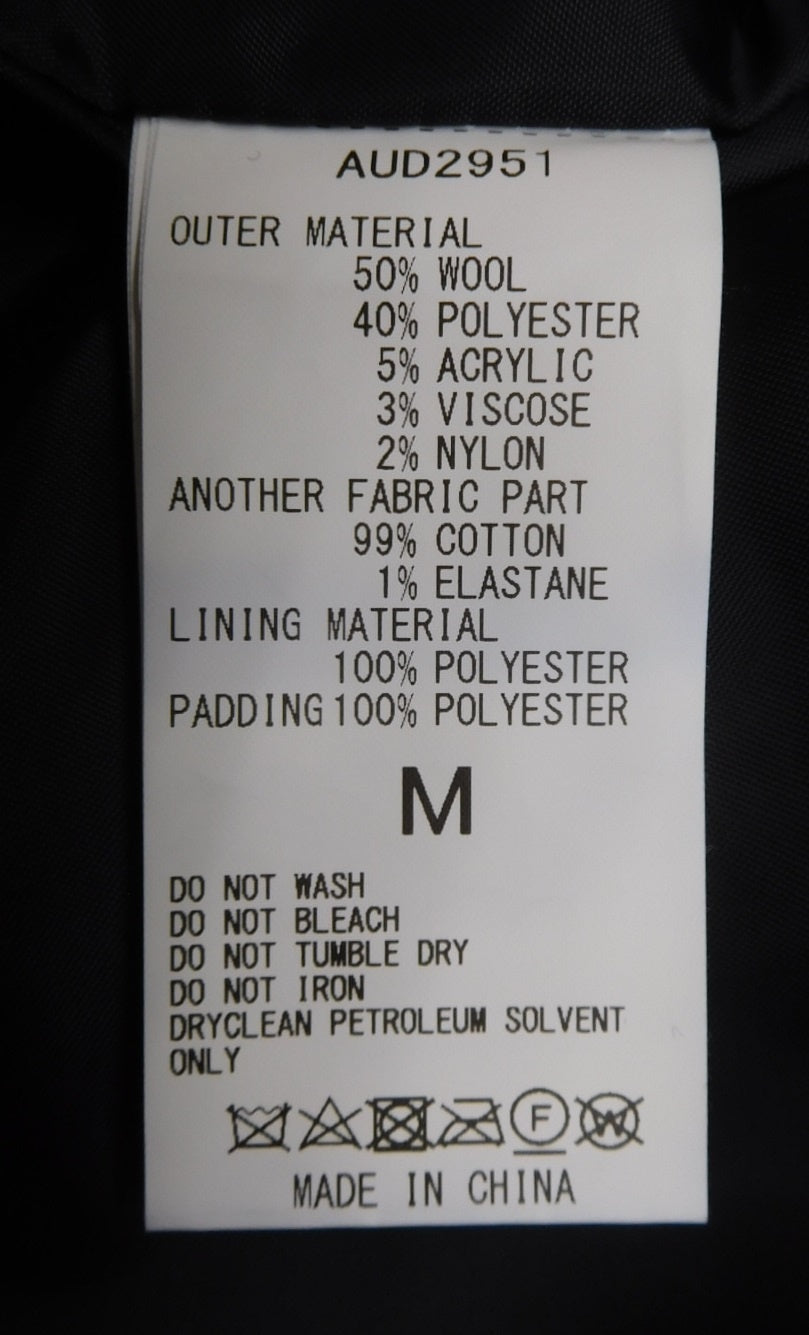 AUD2951
OUTER MATERIAL
50% WOOL
40% POLYESTER
5% ACRYLIC
3% VISCOSE
2% NYLON
ANOTHER FABRIC PART
99% COTTON
1% ELASTANE
LINING MATERIAL
100% POLYESTER
PADDING 100% POLYESTER
M
DO NOT WASH
DO NOT BLEACH
DO NOT TUMBLE DRY
DO NOT IRON
DRYCLEAN PETROLEUM SOLVENT
ONLY
F W
MADE IN CHINA